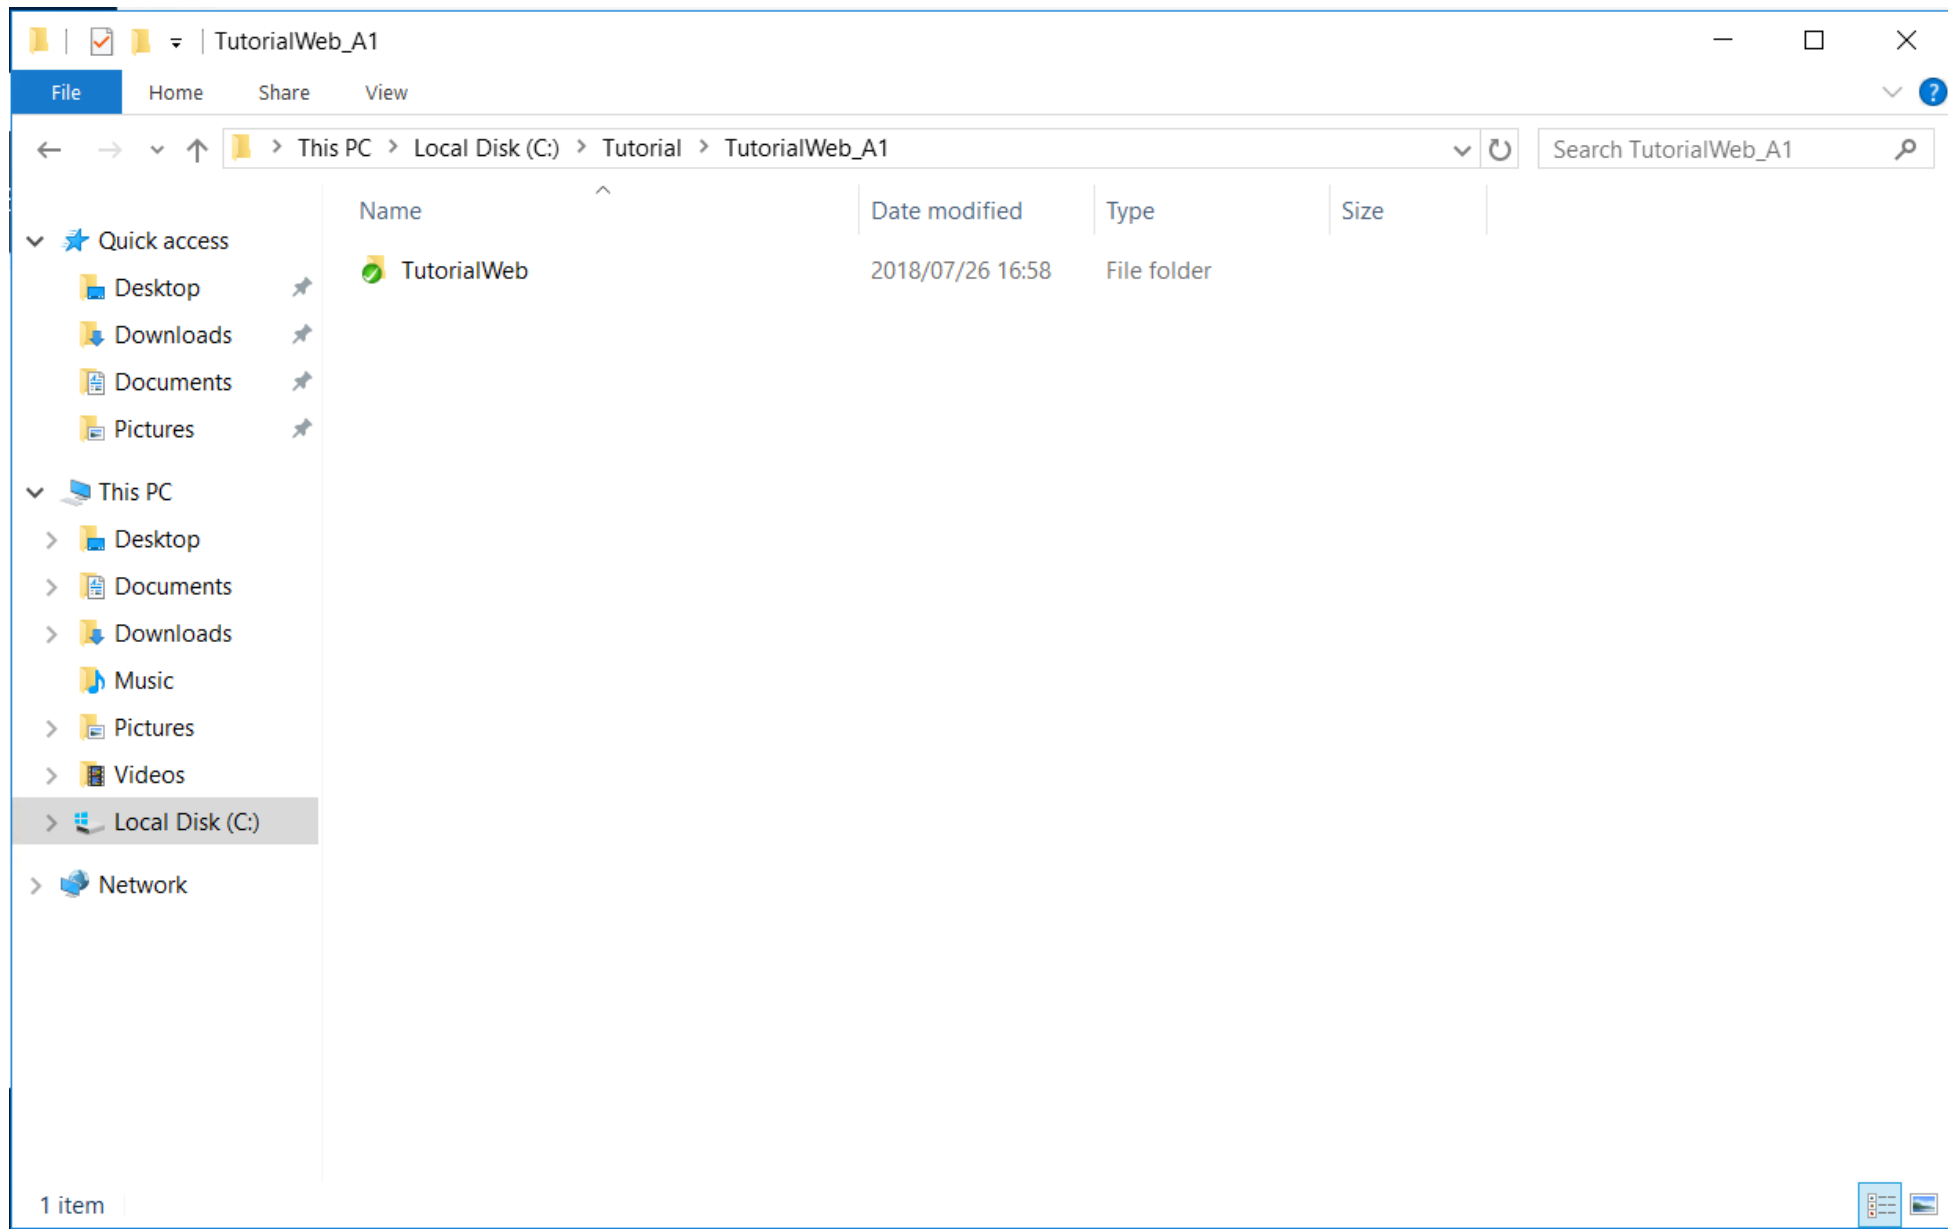 TutorialWeb_A1
File Home Share View ?
This PC Local Disk (C:) Tutorial TutorialWeb_A1 Search TutorialWeb_A1
Name Date modified Type Size
Quick access
TutorialWeb 2018/07/26 16:58 File folder
Desktop
Downloads
Documents
Pictures
This PC
Desktop
Documents
Downloads
Music
Pictures
Videos
Local Disk (C:)
Network
1 item